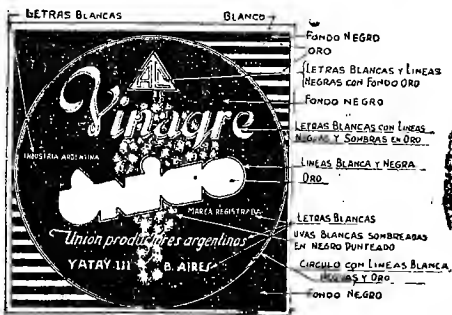 LETRAS BLANCAS
BLANCO
FONDO NEGRO
ORO
LETRAS BLANCAS Y LINEAS
NEGRAS CON FONDO ORO
FONDO NEGRO
Vinagre
LETRAS BLANCAS CON LINEAS
NEGRAS Y SOMBRAS EN ORO
INDUSTRIA ARGENTINA
LINEAS BLANCA Y NEGRA
ORO
MARCA REGISTRADA
LETRAS BLANCAS
UVAS BLANCAS SOMBREADAS
EN NEGRO PUNTEADO
Union productores argentinos
YATAY 111 B. AIRES
CIRCULO CON LINEAS BLANCA,
NEGRAS Y ORO
FONDO NEGRO